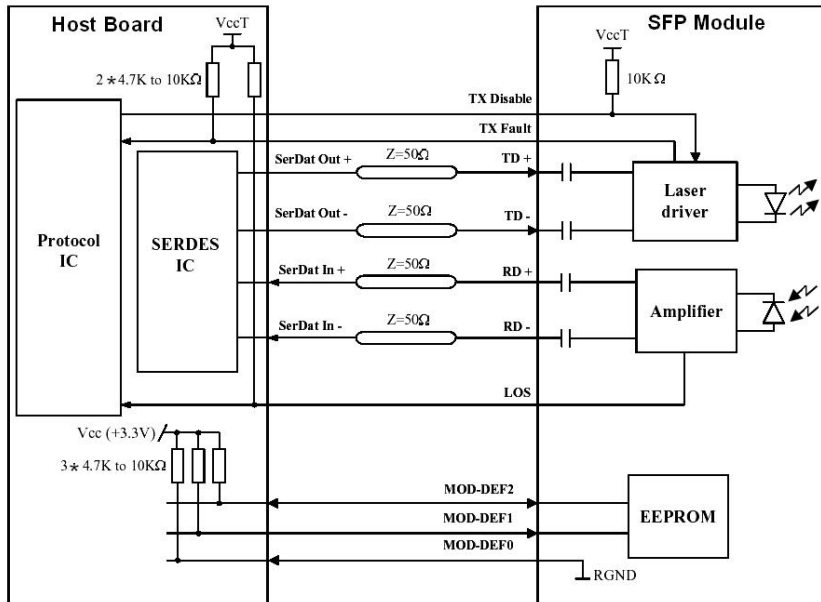 Host Board
SFP Module
VccT
VccT
2*4.7K to 10KΩ
10KΩ
TX Disable
TX Fault
SerDat Out +
Z=50Ω
TD +
Laser driver
SerDat Out -
Z=50Ω
TD -
Protocol IC
SERDES IC
SerDat In +
Z=50Ω
RD +
Amplifier
SerDat In -
Z=50Ω
RD -
LOS
Vcc (+3.3V)
3*4.7K to 10KΩ
MOD-DEF2
MOD-DEF1
EEPROM
MOD-DEF0
RGND